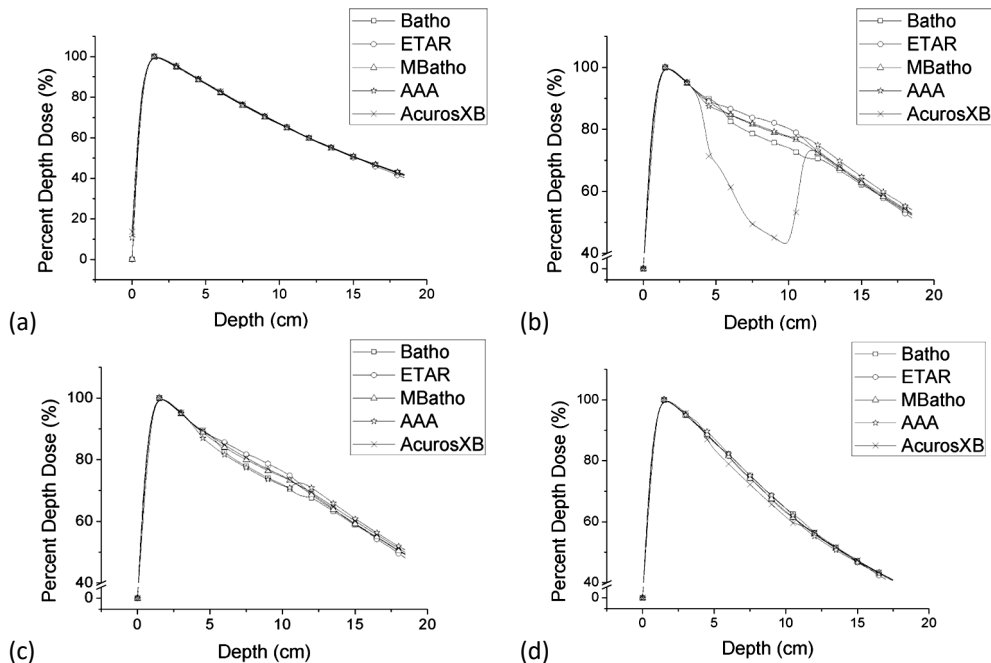 (a)
Percent Depth Dose (%)
100
80
60
40
20
0
0 5 10 15 20
Depth (cm)
Batho
ETAR
MBatho
AAA
AcurosXB
(b)
Percent Depth Dose (%)
100
80
60
40
0
0 5 10 15 20
Depth (cm)
Batho
ETAR
MBatho
AAA
AcurosXB
(c)
Percent Depth Dose (%)
100
80
60
40
0
0 5 10 15 20
Depth (cm)
Batho
ETAR
MBatho
AAA
AcurosXB
(d)
Percent Depth Dose (%)
100
80
60
40
0
0 5 10 15 20
Depth (cm)
Batho
ETAR
MBatho
AAA
AcurosXB